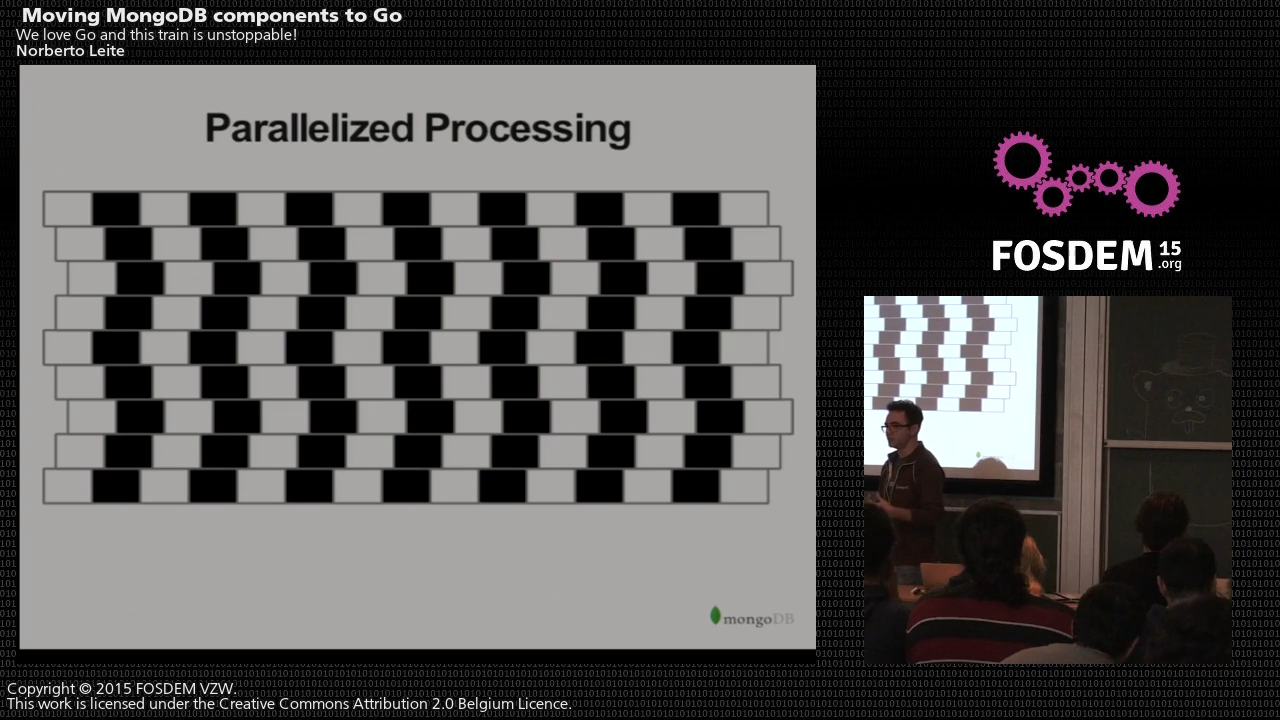 Moving MongoDB components to Go
We love Go and this train is unstoppable!
Norberto Leite
Parallelized Processing
mongoDB
FOSDEM 15
.org
Copyright © 2015 FOSDEM VZW.
This work is licensed under the Creative Commons Attribution 2.0 Belgium Licence.